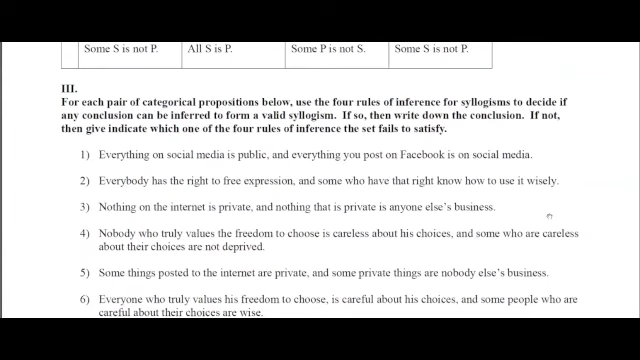 Some S is not P. All S is P. Some P is not S. Some S is not P.
III.
For each pair of categorical propositions below, use the four rules of inference for syllogisms to decide if
any conclusion can be inferred to form a valid syllogism. If so, then write down the conclusion. If not,
then give indicate which one of the four rules of inference the set fails to satisfy.
1) Everything on social media is public, and everything you post on Facebook is on social media.
2) Everybody has the right to free expression, and some who have that right know how to use it wisely.
3) Nothing on the internet is private, and nothing that is private is anyone else's business.
4) Nobody who truly values the freedom to choose is careless about his choices, and some who are careless
about their choices are not deprived.
5) Some things posted to the internet are private, and some private things are nobody else's business.
6) Everyone who truly values his freedom to choose, is careful about his choices, and some people who are
careful about their choices are wise.